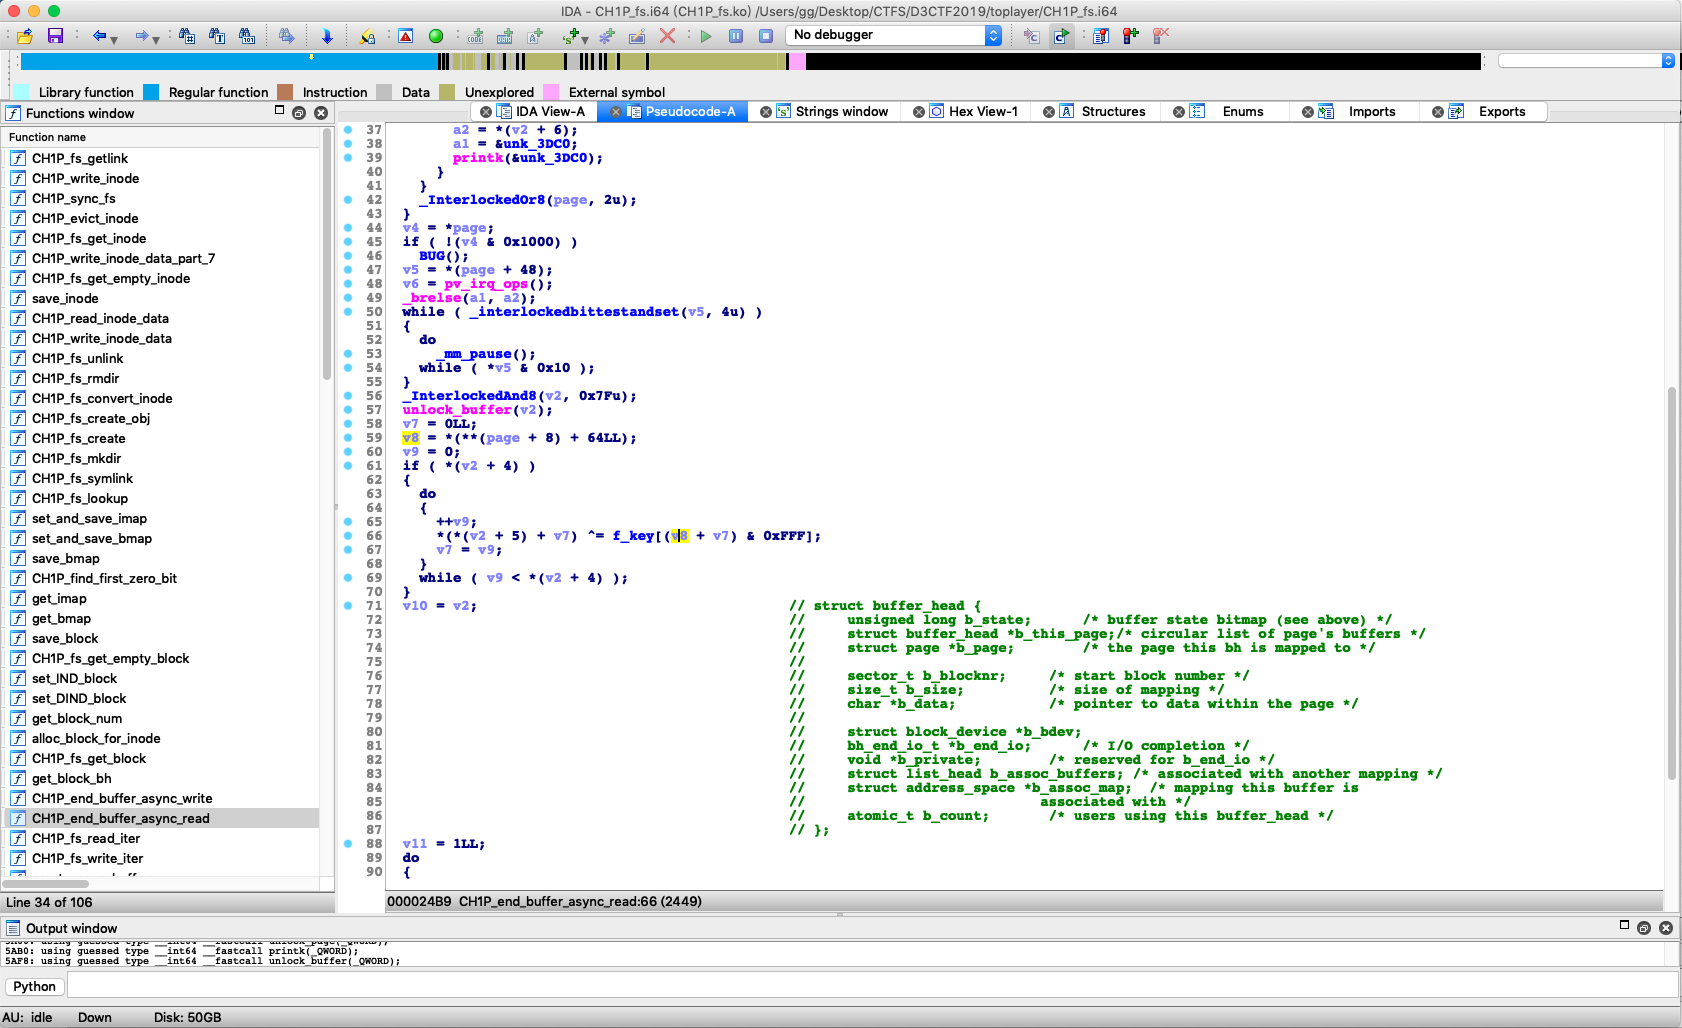 IDA - CH1P_fs.i64 (CH1P_fs.ko) /Users/gg/Desktop/CTFS/D3CTF2019/toplayer/CH1P_fs.i64
No debugger
Library function Regular function Instruction Data Unexplored External symbol
Functions window
IDA View-A Pseudocode-A Strings window Hex View-1 Structures Enums Imports Exports
Function name
CH1P_fs_getlink
CH1P_write_inode
CH1P_sync_fs
CH1P_evict_inode
CH1P_fs_get_inode
CH1P_write_inode_data_part_7
CH1P_fs_get_empty_inode
save_inode
CH1P_read_inode_data
CH1P_write_inode_data
CH1P_fs_unlink
CH1P_fs_rmdir
CH1P_fs_convert_inode
CH1P_fs_create_obj
CH1P_fs_create
CH1P_fs_mkdir
CH1P_fs_symlink
CH1P_fs_lookup
set_and_save_imap
set_and_save_bmap
save_bmap
CH1P_find_first_zero_bit
get_imap
get_bmap
save_block
CH1P_fs_get_empty_block
set_IND_block
set_DIND_block
get_block_num
alloc_block_for_inode
CH1P_fs_get_block
get_block_bh
CH1P_end_buffer_async_write
CH1P_end_buffer_async_read
CH1P_fs_read_iter
CH1P_fs_write_iter
Line 34 of 106
37 a2 = *(v2 + 6);
38 a1 = &unk_3DC0;
39 printk(&unk_3DC0);
40 }
41 }
42 _InterlockedOr8(page, 2u);
43 }
44 v4 = *page;
45 if ( !(v4 & 0x1000) )
46 BUG();
47 v5 = *(page + 48);
48 v6 = pv_irq_ops();
49 _brelse(a1, a2);
50 while ( _interlockedbittestandset(v5, 4u) )
51 {
52 do
53 _mm_pause();
54 while ( *v5 & 0x10 );
55 }
56 _InterlockedAnd8(v2, 0x7Fu);
57 unlock_buffer(v2);
58 v7 = 0LL;
59 v8 = *(**(page + 8) + 64LL);
60 v9 = 0;
61 if ( *(v2 + 4) )
62 {
63 do
64 {
65 ++v9;
66 *(*(v2 + 5) + v7) ^= f_key[(v8 + v7) & 0xFFF];
67 v7 = v9;
68 }
69 while ( v9 < *(v2 + 4) );
70 }
71 v10 = v2; // struct buffer_head {
72 // unsigned long b_state; /* buffer state bitmap (see above) */
73 // struct buffer_head *b_this_page;/* circular list of page's buffers */
74 // struct page *b_page; /* the page this bh is mapped to */
75 //
76 // sector_t b_blocknr; /* start block number */
77 // size_t b_size; /* size of mapping */
78 // char *b_data; /* pointer to data within the page */
79 //
80 // struct block_device *b_bdev;
81 // bh_end_io_t *b_end_io; /* I/O completion */
82 // void *b_private; /* reserved for b_end_io */
83 // struct list_head b_assoc_buffers; /* associated with another mapping */
84 // struct address_space *b_assoc_map; /* mapping this buffer is
85 // associated with */
86 // atomic_t b_count; /* users using this buffer_head */
87 // };
88 v11 = 1LL;
89 do
90 {
000024B9 CH1P_end_buffer_async_read:66 (2449)
Output window
5AB0: using guessed type __int64 __fastcall printk(_QWORD);
5AF8: using guessed type __int64 __fastcall unlock_buffer(_QWORD);
Python
AU: idle Down Disk: 50GB